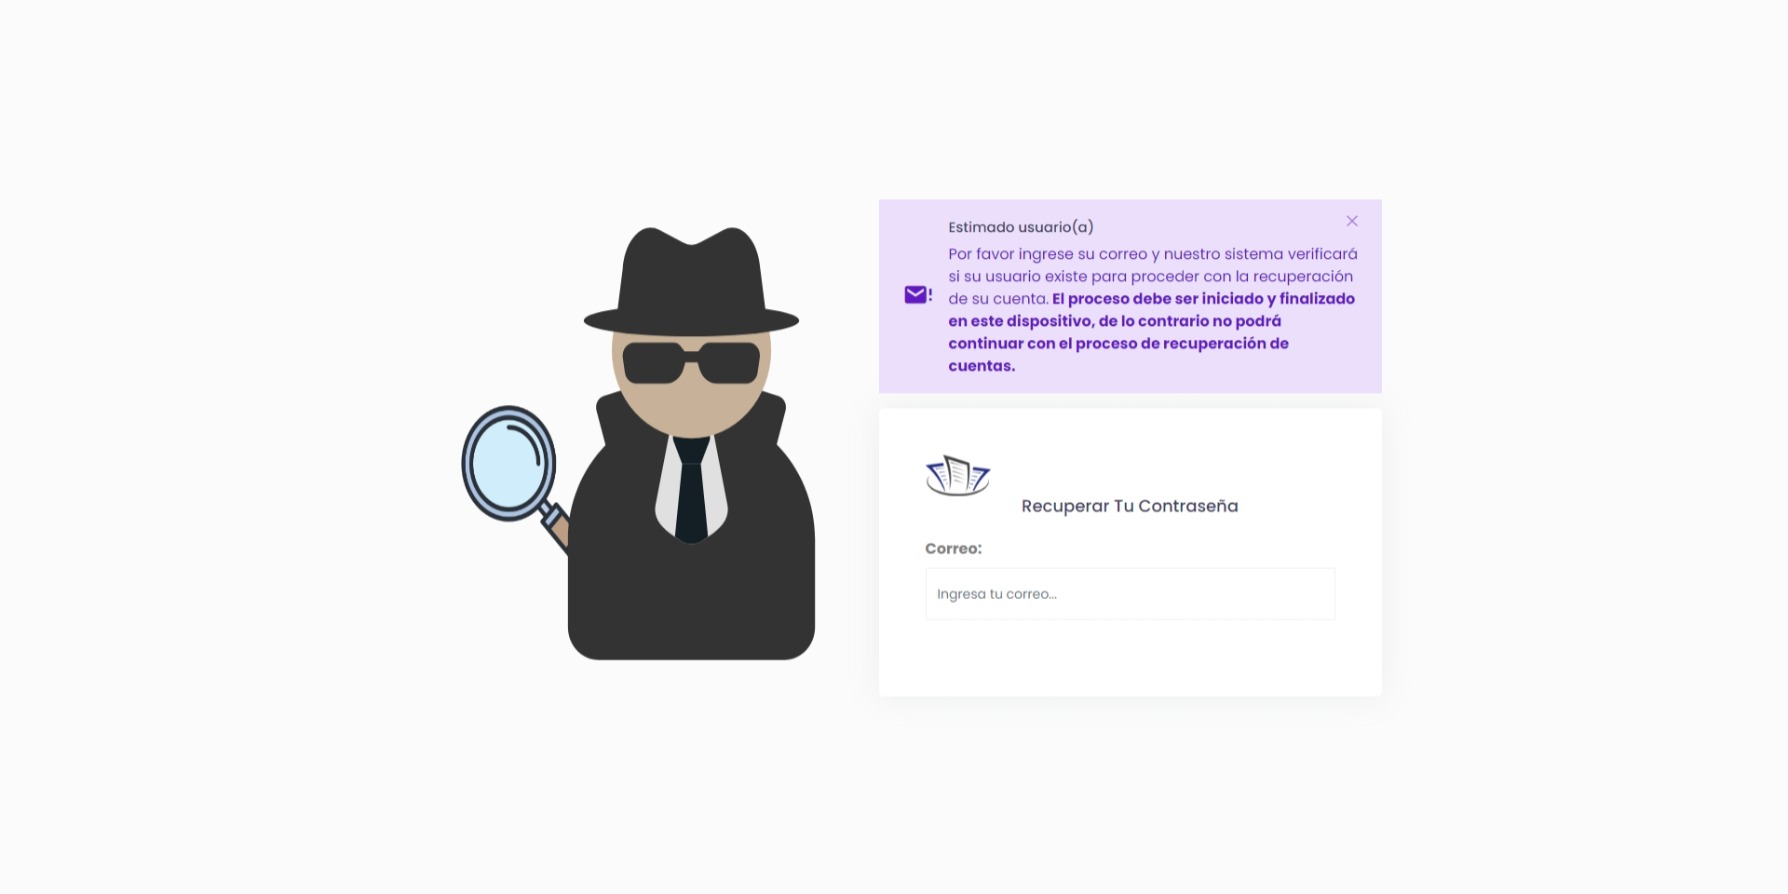 Estimado usuario(a)
Por favor ingrese su correo y nuestro sistema verificará
si su usuario existe para proceder con la recuperación
de su cuenta. El proceso debe ser iniciado y finalizado
en este dispositivo, de lo contrario no podrá
continuar con el proceso de recuperación de
cuentas.
Recuperar Tu Contraseña
Correo:
Ingresa tu correo...